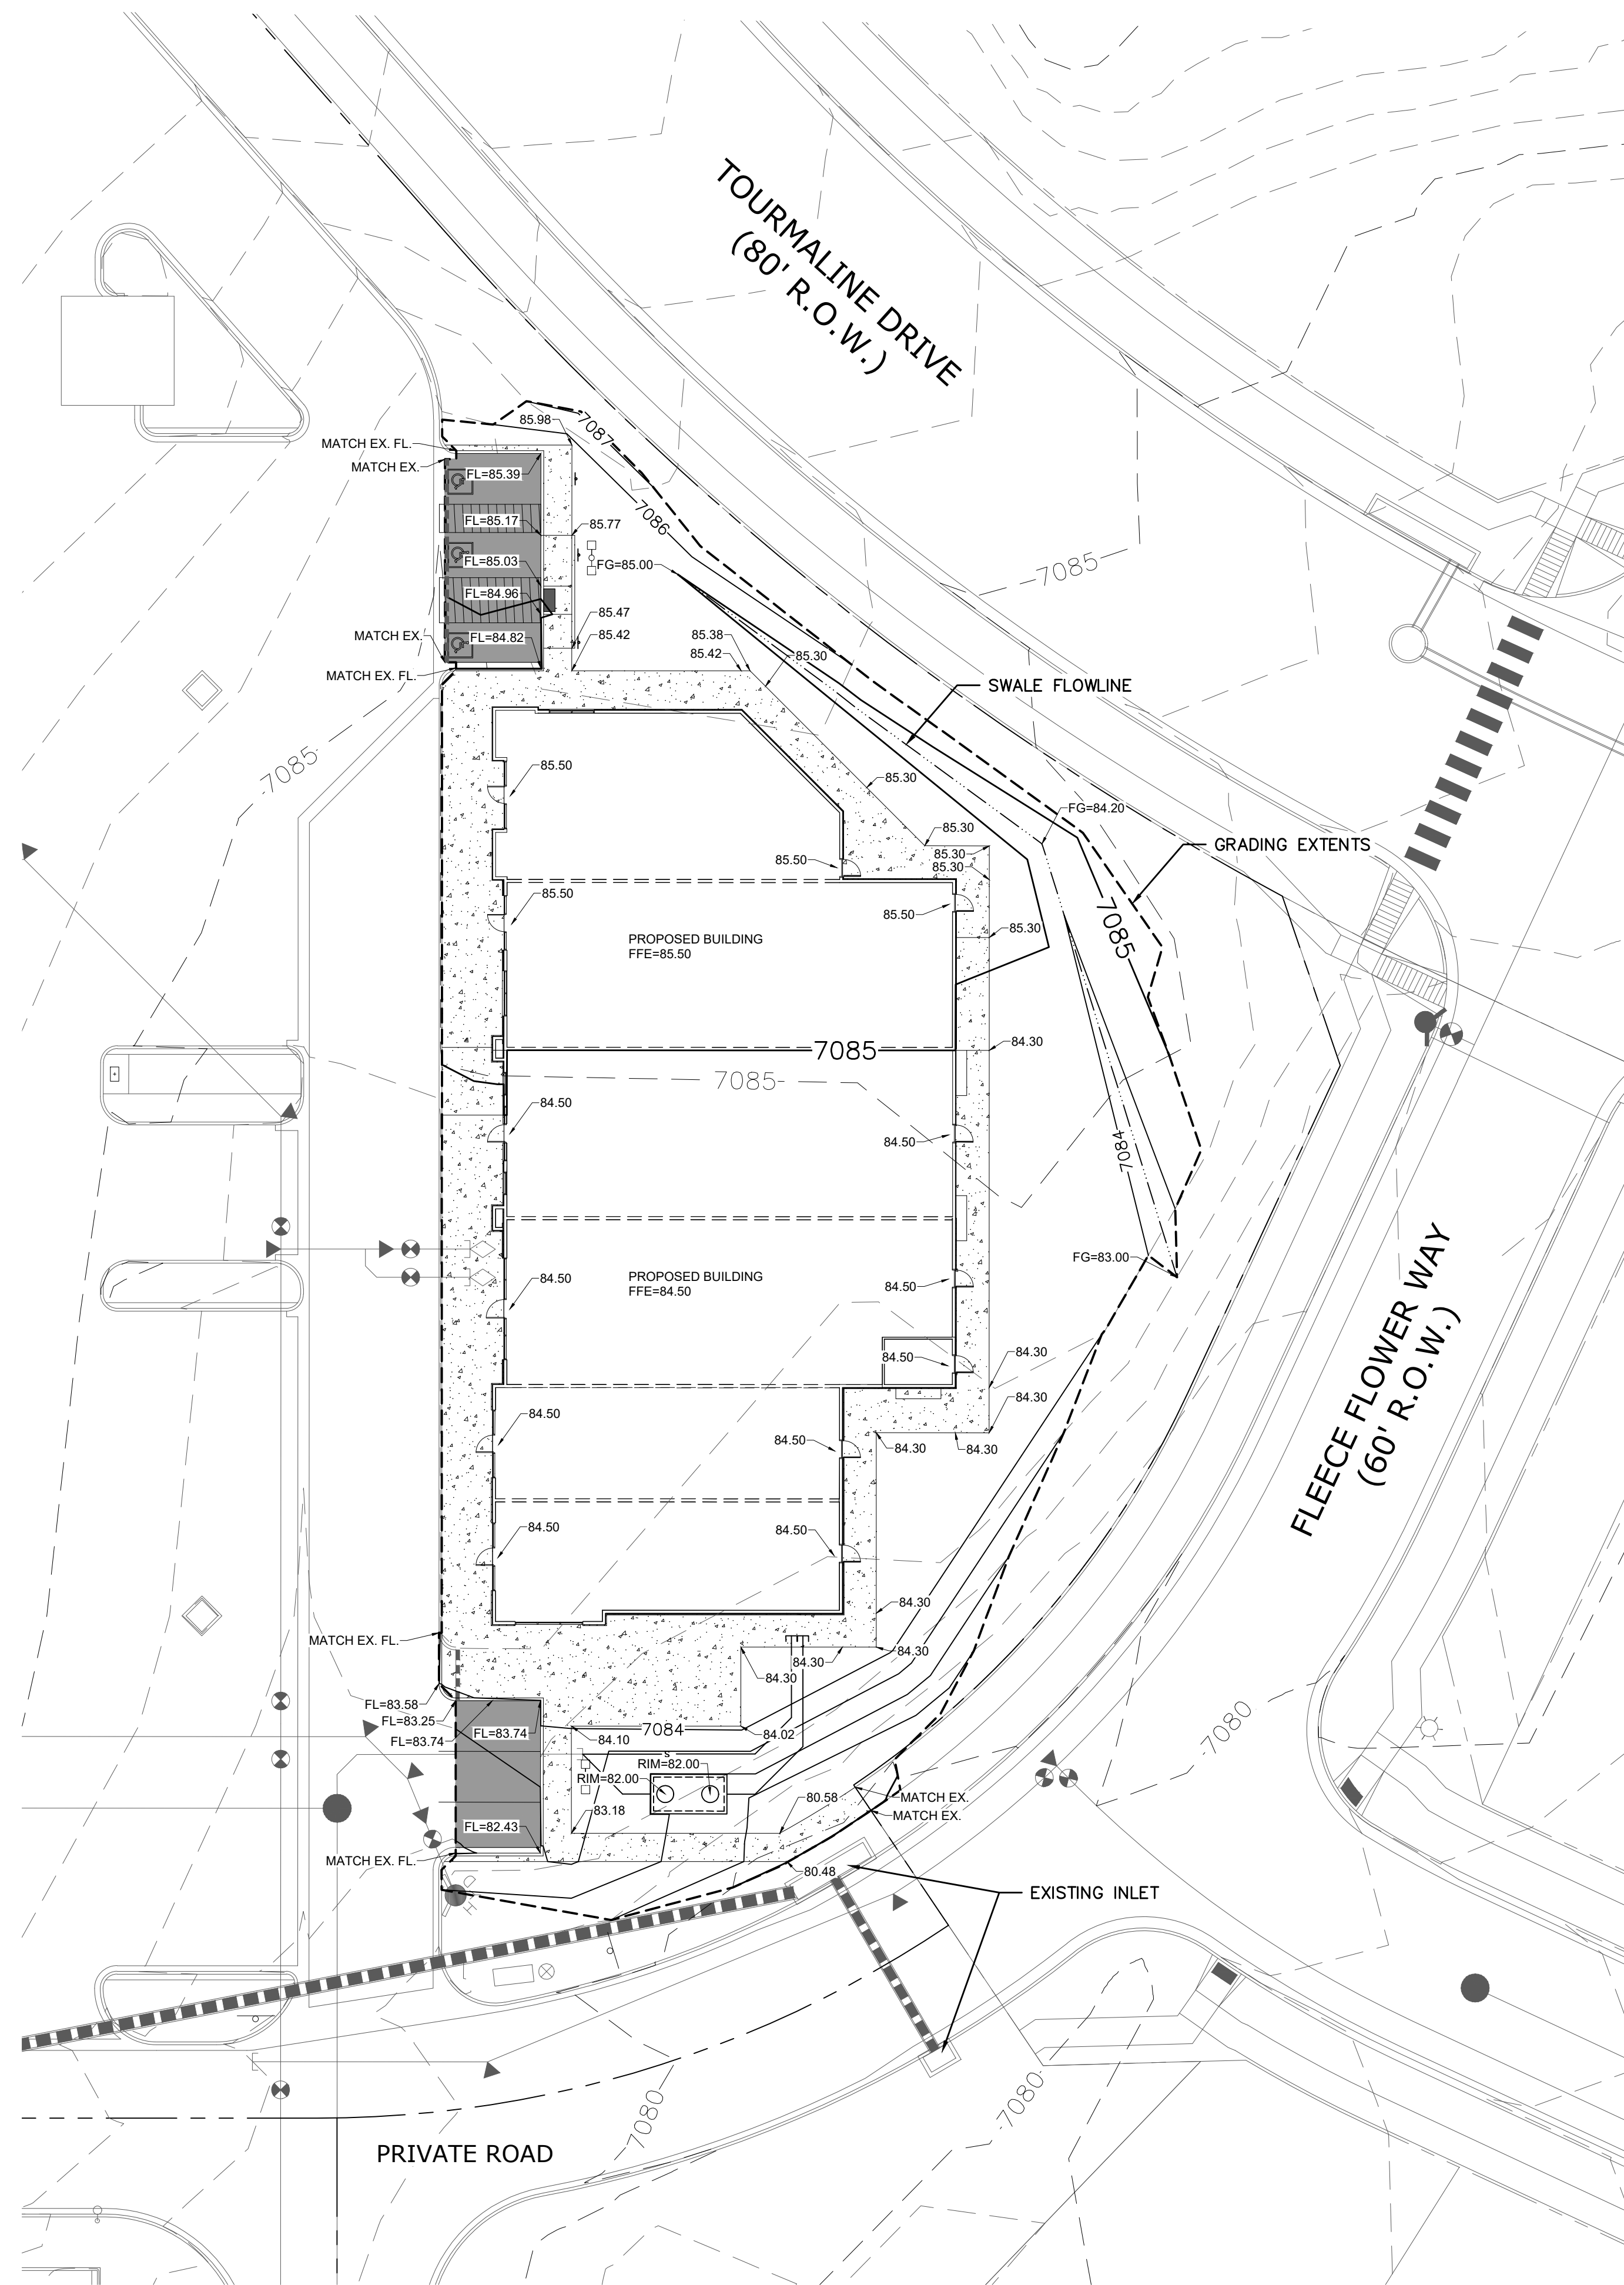 TOURMALINE DRIVE
(80' R.O.W.)
85.98
7087
MATCH EX. FL.
MATCH EX.
FL=85.39
7086
FL=85.17
85.77
FL=85.03
FG=85.00
-7085-
FL=84.96
85.47
MATCH EX.
FL=84.82
85.42
85.38
85.42
85.30
MATCH EX. FL.
SWALE FLOWLINE
-7085-
85.50
85.30
FG=84.20
85.30
GRADING EXTENTS
85.50
85.30
85.30
85.50
85.50
7085
85.30
PROPOSED BUILDING
FFE=85.50
7085
84.30
7085-
84.50
84.50
7084
84.50
PROPOSED BUILDING
FFE=84.50
84.50
FG=83.00
FLEECE FLOWER WAY
(60' R.O.W.)
84.50
84.30
84.30
84.50
84.50
84.30
84.30
84.50
84.50
84.30
MATCH EX. FL.
84.30
84.30
84.30
FL=83.58
FL=83.25
FL=83.74
FL=83.74
7084
84.10
84.02
-7080
S
RIM=82.00
RIM=82.00
83.18
80.58
MATCH EX.
MATCH EX.
FL=82.43
MATCH EX. FL.
80.48
EXISTING INLET
-7080
-7080-
PRIVATE ROAD